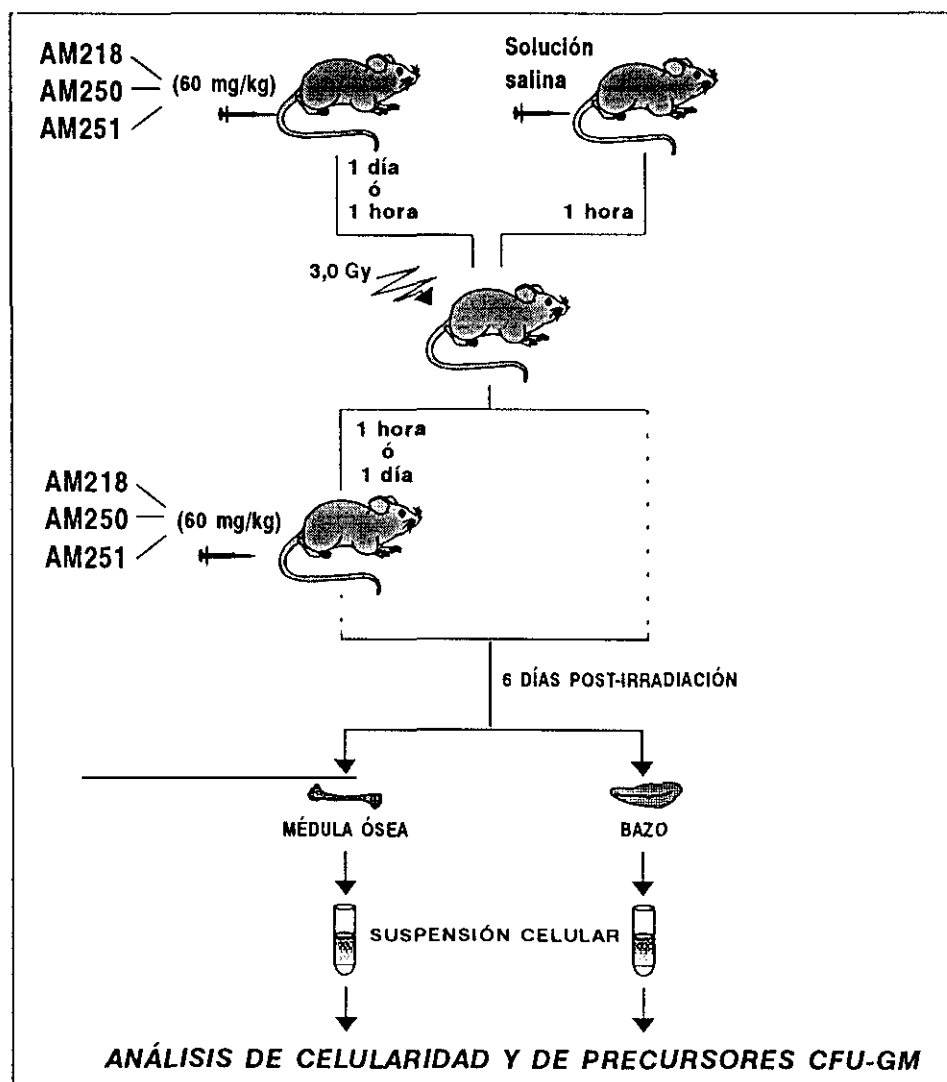 AM218
AM250
AM251
(60 mg/kg)
Solución
salina
1 día
ó
1 hora
1 hora
3,0 Gy
1 hora
ó
1 día
AM218
AM250
AM251
(60 mg/kg)
6 DÍAS POST-IRRADIACIÓN
MÉDULA ÓSEA
BAZO
SUSPENSIÓN CELULAR
ANÁLISIS DE CELULARIDAD Y DE PRECURSORES CFU-GM